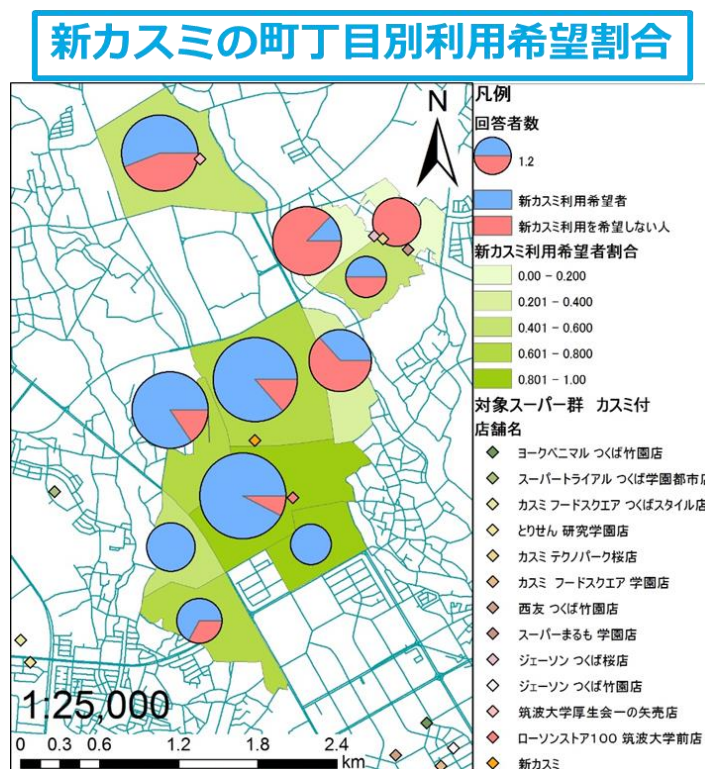 新カスミの町丁目別利用希望割合
N
凡例
回答者数
1.2
新カスミ利用希望者
新カスミ利用を希望しない人
新カスミ利用希望者割合
0.00 - 0.200
0.201 - 0.400
0.401 - 0.600
0.601 - 0.800
0.801 - 1.00
対象スーパー群 カスミ付
店舗名
ヨークベニマル つくば竹園店
スーパートライアル つくば学園都市店
カスミ フードスクエア つくばスタイル店
とりせん 研究学園店
カスミ テクノパーク桜店
カスミ フードスクエア 学園店
西友 つくば竹園店
スーパーまるも 学園店
ジェーソン つくば桜店
ジェーソン つくば竹園店
筑波大学厚生会一の矢売店
ローソンストア100 筑波大学前店
新カスミ
1:25,000
0 0.3 0.6 1.2 1.8 2.4
km